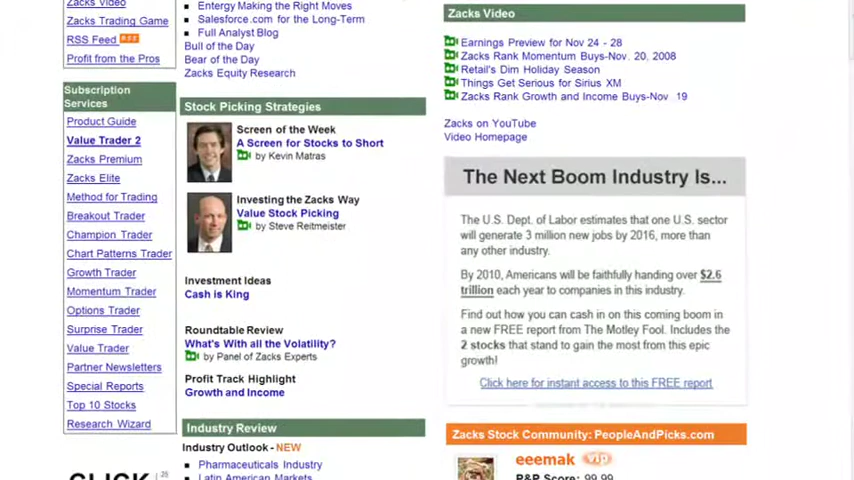 Zacks Video
Zacks Trading Game
RSS Feed
Profit from the Pros
Subscription
Services
Product Guide
Value Trader 2
Zacks Premium
Zacks Elite
Method for Trading
Breakout Trader
Champion Trader
Chart Patterns Trader
Growth Trader
Momentum Trader
Options Trader
Surprise Trader
Value Trader
Partner Newsletters
Special Reports
Top 10 Stocks
Research Wizard
CLICK
Entergy Making the Right Moves
Salesforce.com for the Long-Term
Full Analyst Blog
Bull of the Day
Bear of the Day
Zacks Equity Research
Stock Picking Strategies
Screen of the Week
A Screen for Stocks to Short
by Kevin Matras
Investing the Zacks Way
Value Stock Picking
by Steve Reitmeister
Investment Ideas
Cash is King
Roundtable Review
What's With all the Volatility?
by Panel of Zacks Experts
Profit Track Highlight
Growth and Income
Industry Review
Industry Outlook - NEW
Pharmaceuticals Industry
Latin American Markets
Zacks Video
Earnings Preview for Nov 24 - 28
Zacks Rank Momentum Buys-Nov. 20, 2008
Retail's Dim Holiday Season
Things Get Serious for Sirius XM
Zacks Rank Growth and Income Buys-Nov 19
Zacks on YouTube
Video Homepage
The Next Boom Industry Is...
The U.S. Dept. of Labor estimates that one U.S. sector
will generate 3 million new jobs by 2016, more than
any other industry.
By 2010, Americans will be faithfully handing over $2.6
trillion each year to companies in this industry.
Find out how you can cash in on this coming boom in
a new FREE report from The Motley Fool. Includes the
2 stocks that stand to gain the most from this epic
growth!
Click here for instant access to this FREE report
Zacks Stock Community: PeopleAndPicks.com
eeemak vip
P&P Score: 99.99